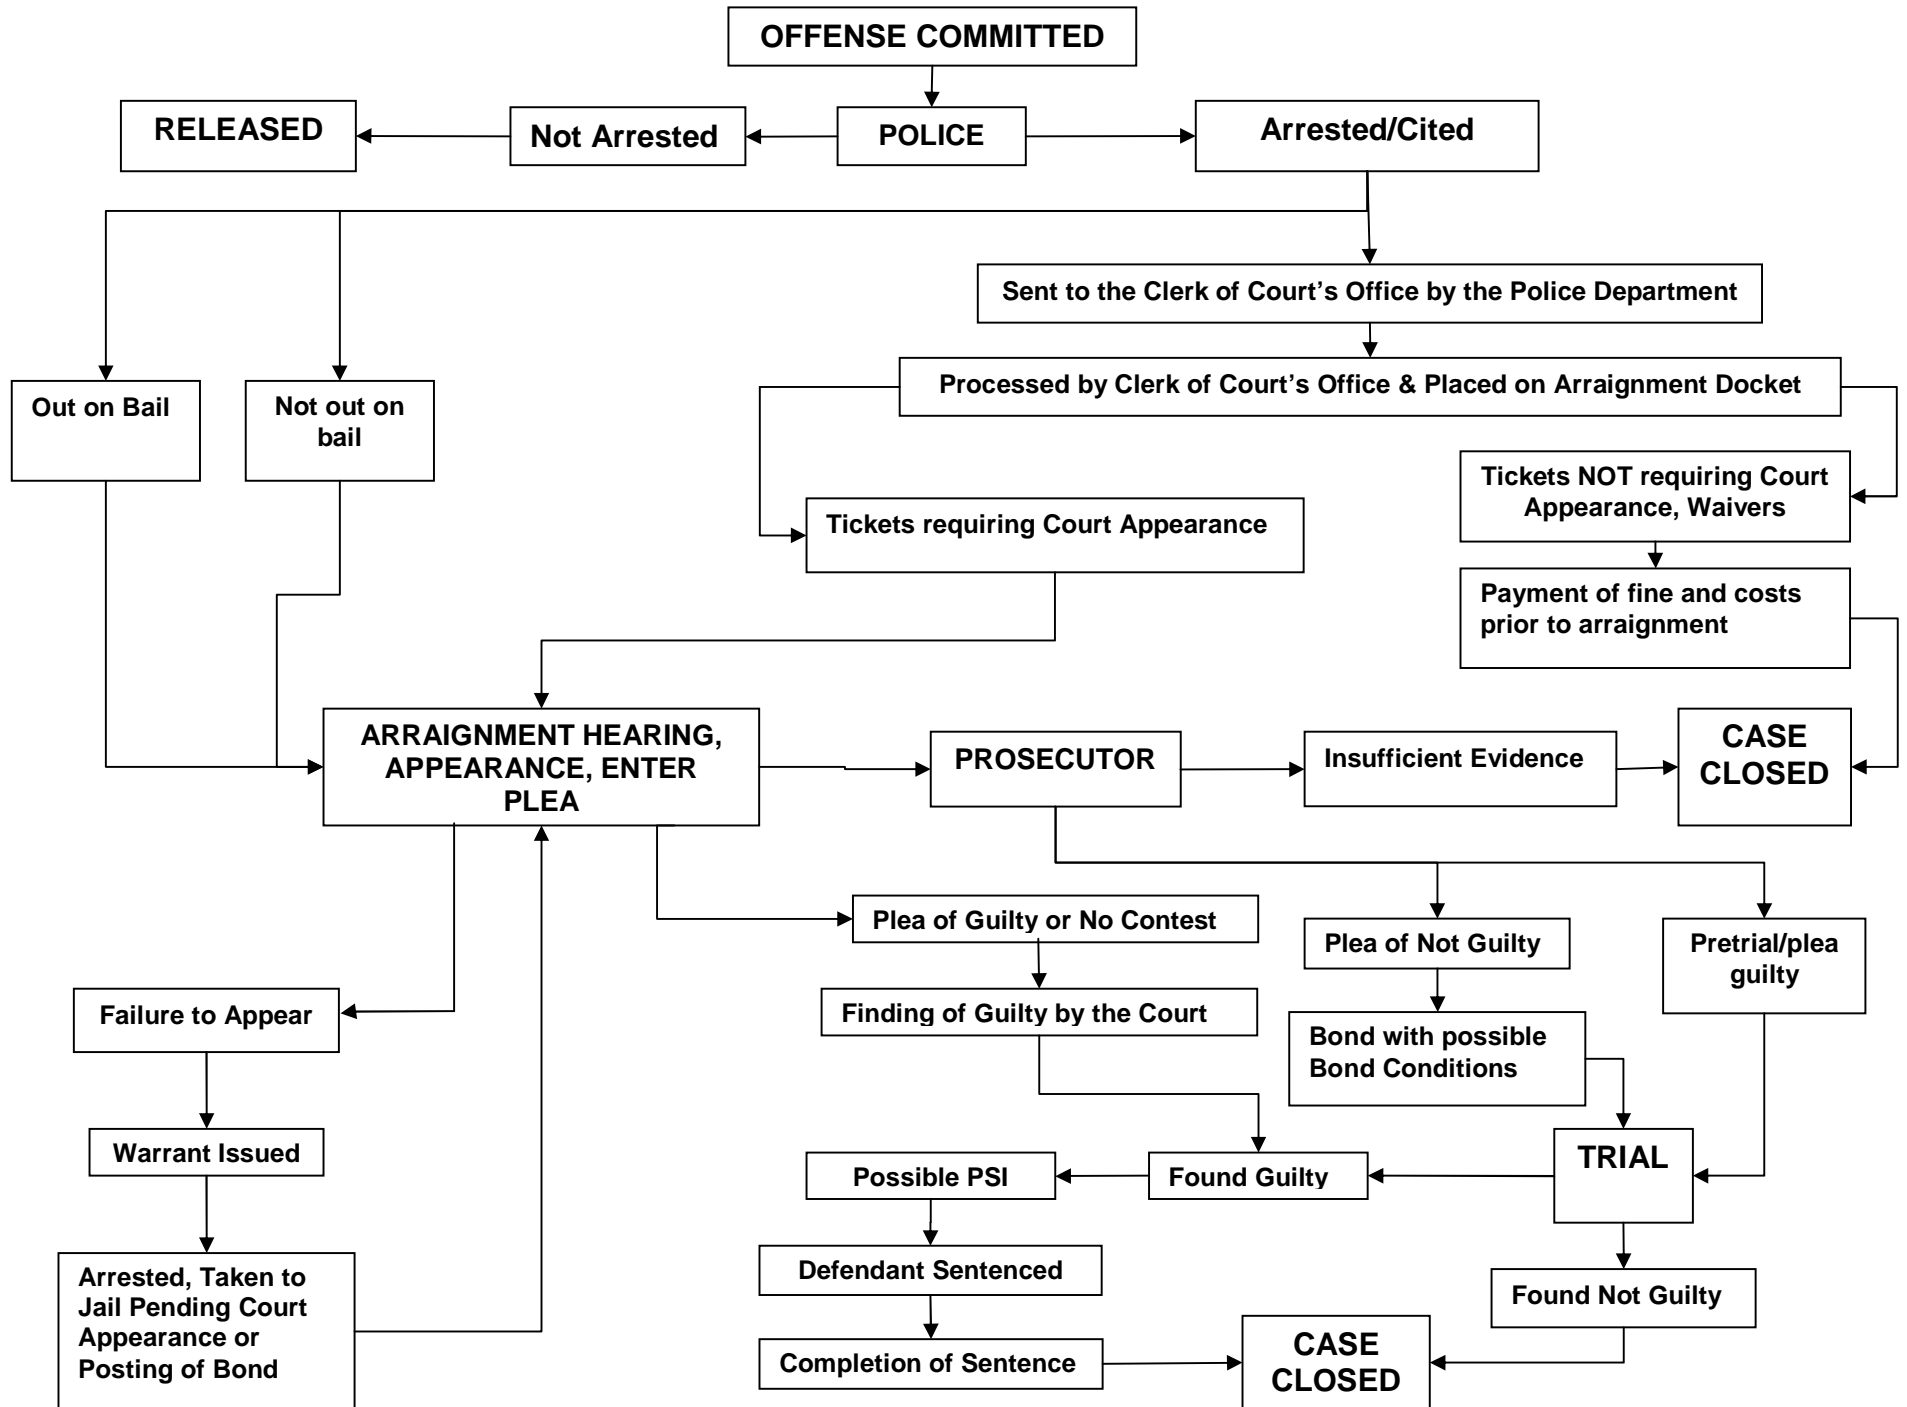 OFFENSE COMMITTED
RELEASED
Not Arrested
POLICE
Arrested/Cited
Sent to the Clerk of Court’s Office by the Police Department
Processed by Clerk of Court’s Office & Placed on Arraignment Docket
Out on Bail
Not out on
bail
Tickets NOT requiring Court
Appearance, Waivers
Tickets requiring Court Appearance
Payment of fine and costs
prior to arraignment
ARRAIGNMENT HEARING,
APPEARANCE, ENTER
PLEA
PROSECUTOR
Insufficient Evidence
CASE
CLOSED
Plea of Guilty or No Contest
Plea of Not Guilty
Pretrial/plea
guilty
Failure to Appear
Finding of Guilty by the Court
Bond with possible
Bond Conditions
Warrant Issued
Possible PSI
Found Guilty
TRIAL
Arrested, Taken to
Jail Pending Court
Appearance or
Posting of Bond
Defendant Sentenced
Found Not Guilty
Completion of Sentence
CASE
CLOSED